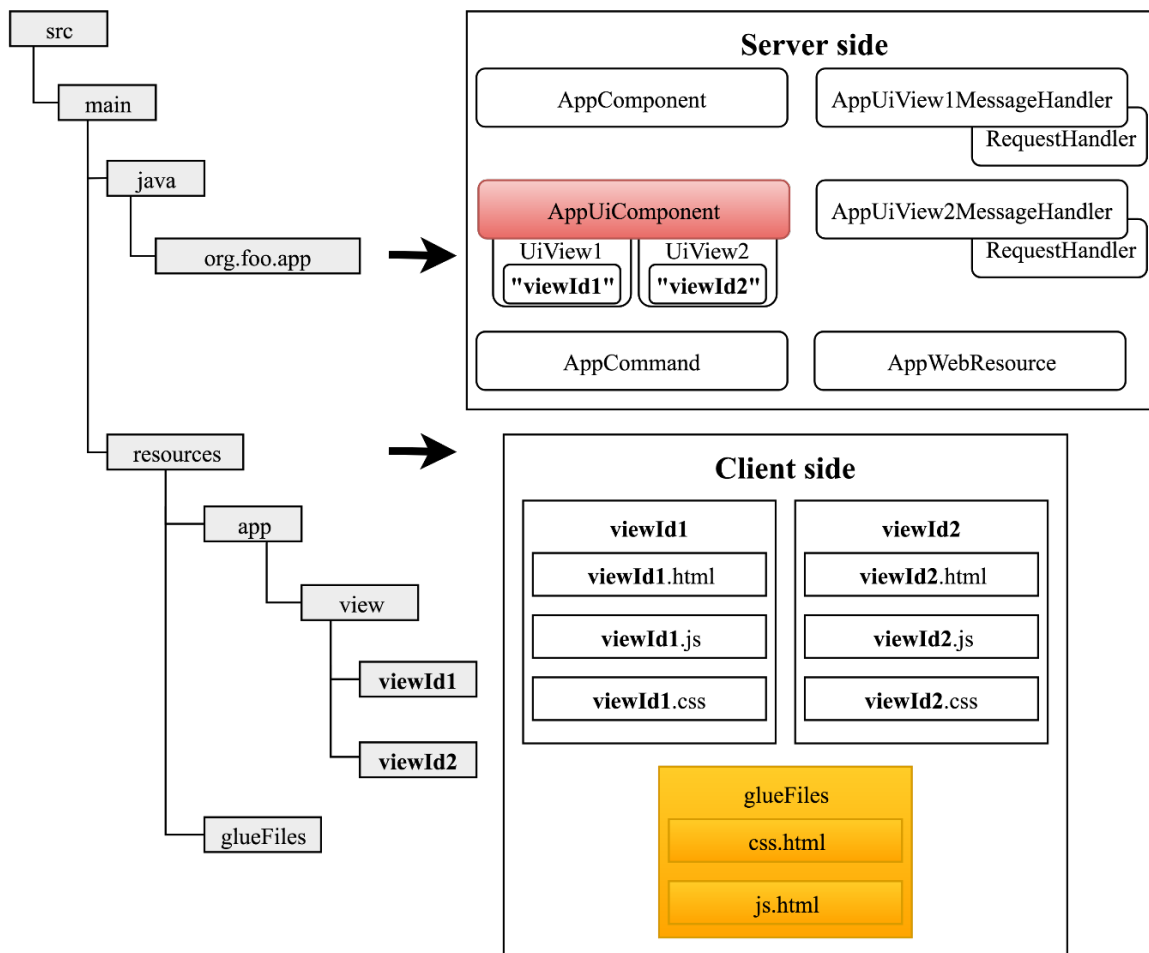 src
main
java
org.foo.app
resources
app
view
viewId1
viewId2
glueFiles
Server side
AppComponent
AppUiView1MessageHandler
RequestHandler
AppUiComponent
UiView1
"viewId1"
UiView2
"viewId2"
AppUiView2MessageHandler
RequestHandler
AppCommand
AppWebResource
Client side
viewId1
viewId1.html
viewId1.js
viewId1.css
viewId2
viewId2.html
viewId2.js
viewId2.css
glueFiles
css.html
js.html